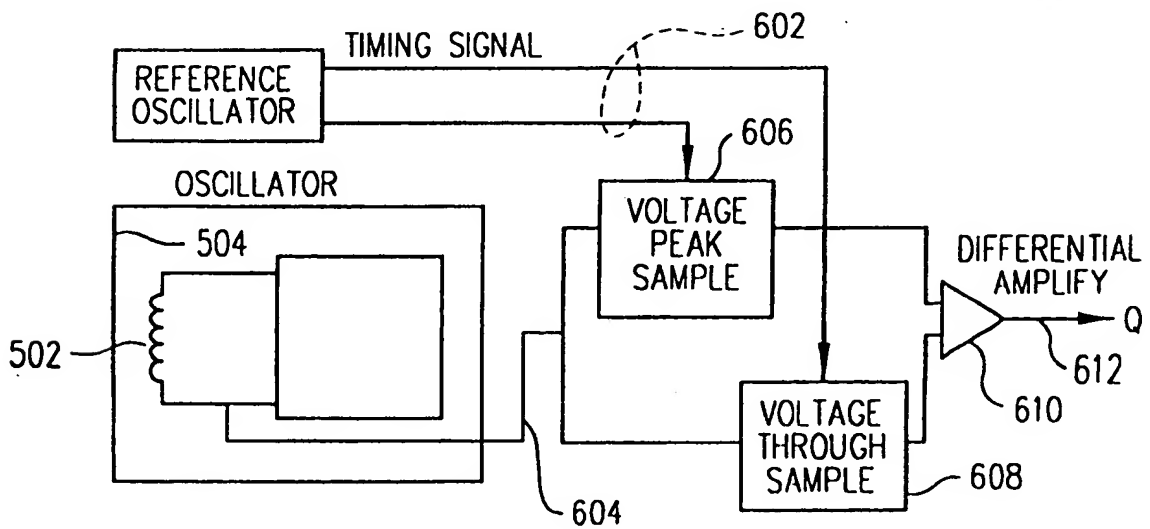 602
TIMING SIGNAL
REFERENCE
OSCILLATOR
606
OSCILLATOR
504
VOLTAGE
PEAK
SAMPLE
DIFFERENTIAL
AMPLIFY
Q
502
612
610
VOLTAGE
THROUGH
SAMPLE
608
604